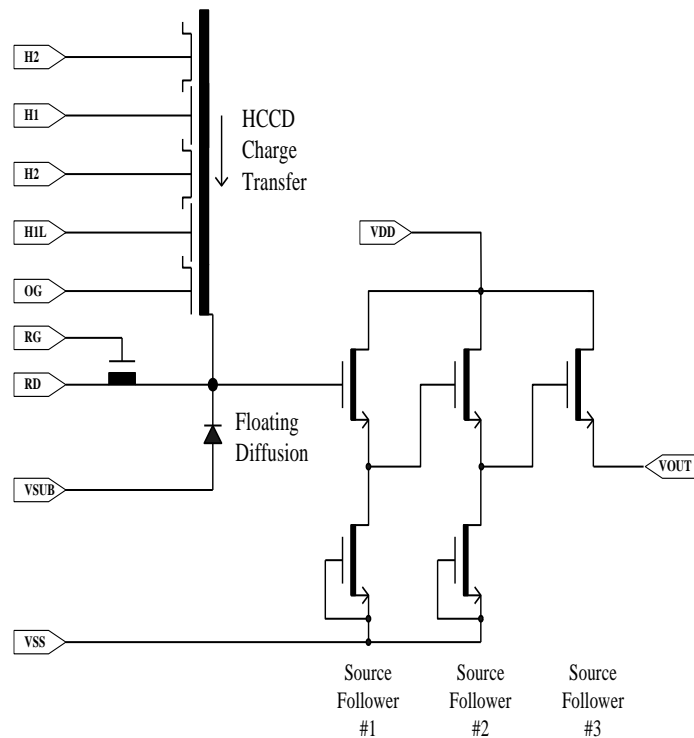 H2
H1
HCCD
Charge
Transfer
H2
H1L
VDD
OG
RG
RD
Floating
Diffusion
VOUT
VSUB
VSS
Source
Follower
#1
Source
Follower
#2
Source
Follower
#3